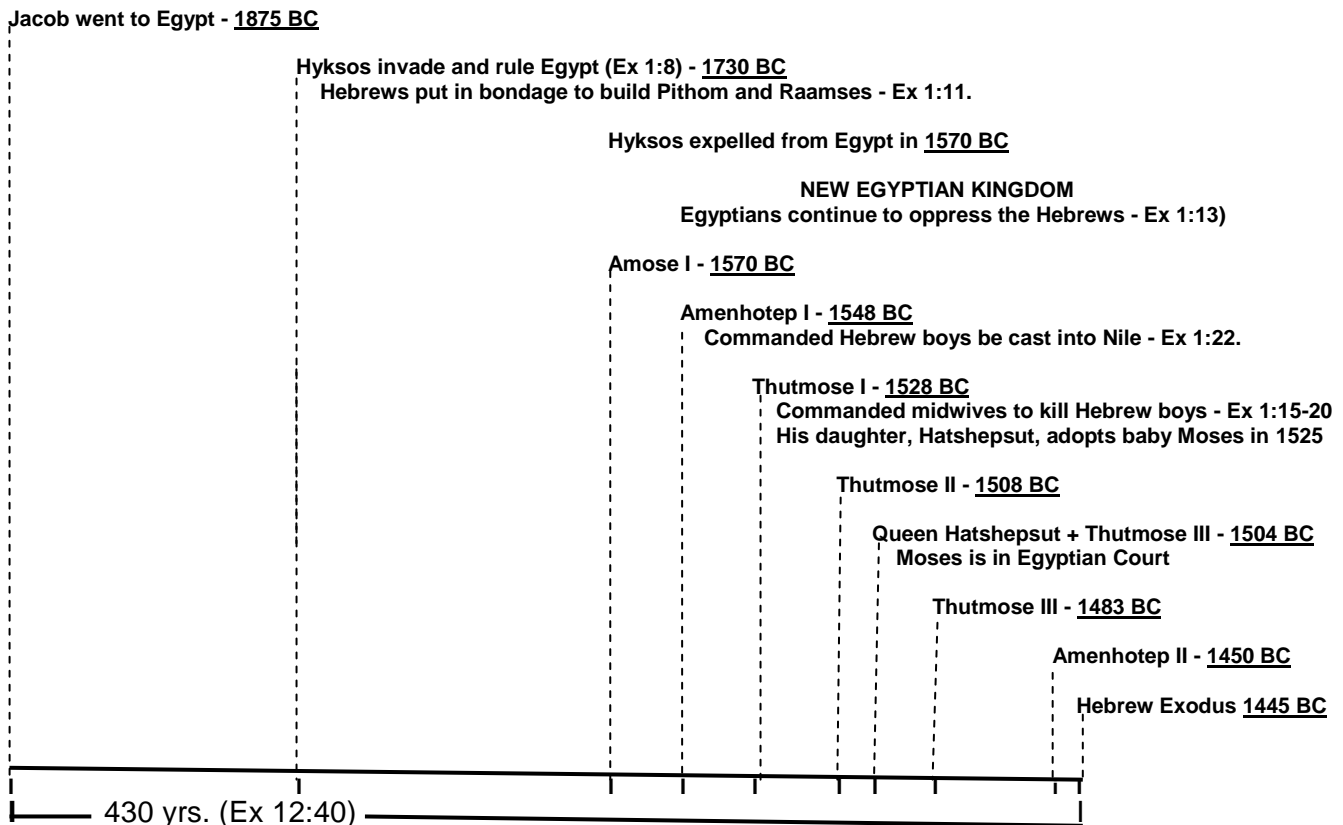 Jacob went to Egypt - 1875 BC
Hyksos invade and rule Egypt (Ex 1:8) - 1730 BC
Hebrews put in bondage to build Pithom and Raamses - Ex 1:11.
Hyksos expelled from Egypt in 1570 BC
NEW EGYPTIAN KINGDOM
Egyptians continue to oppress the Hebrews - Ex 1:13)
Amose I - 1570 BC
Amenhotep I - 1548 BC
Commanded Hebrew boys be cast into Nile - Ex 1:22.
Thutmose I - 1528 BC
Commanded midwives to kill Hebrew boys - Ex 1:15-20
His daughter, Hatshepsut, adopts baby Moses in 1525
Thutmose II - 1508 BC
Queen Hatshepsut + Thutmose III - 1504 BC
Moses is in Egyptian Court
Thutmose III - 1483 BC
Amenhotep II - 1450 BC
Hebrew Exodus 1445 BC
430 yrs. (Ex 12:40)